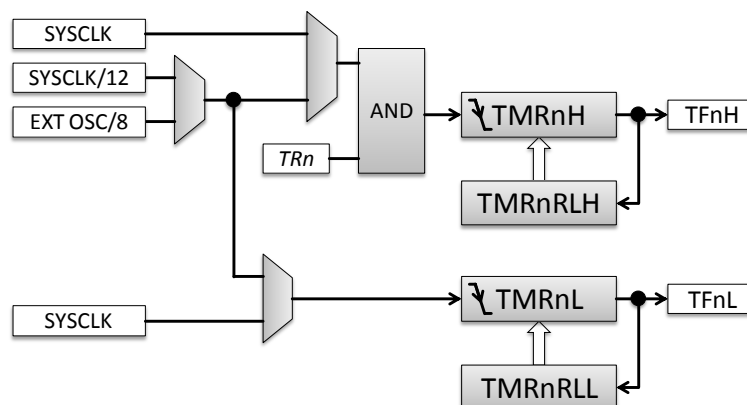 SYSCLK
SYSCLK/12
EXT OSC/8
TRn
AND
TMRnH
TFnH
TMRnRLH
SYSCLK
TMRnL
TFnL
TMRnRLL